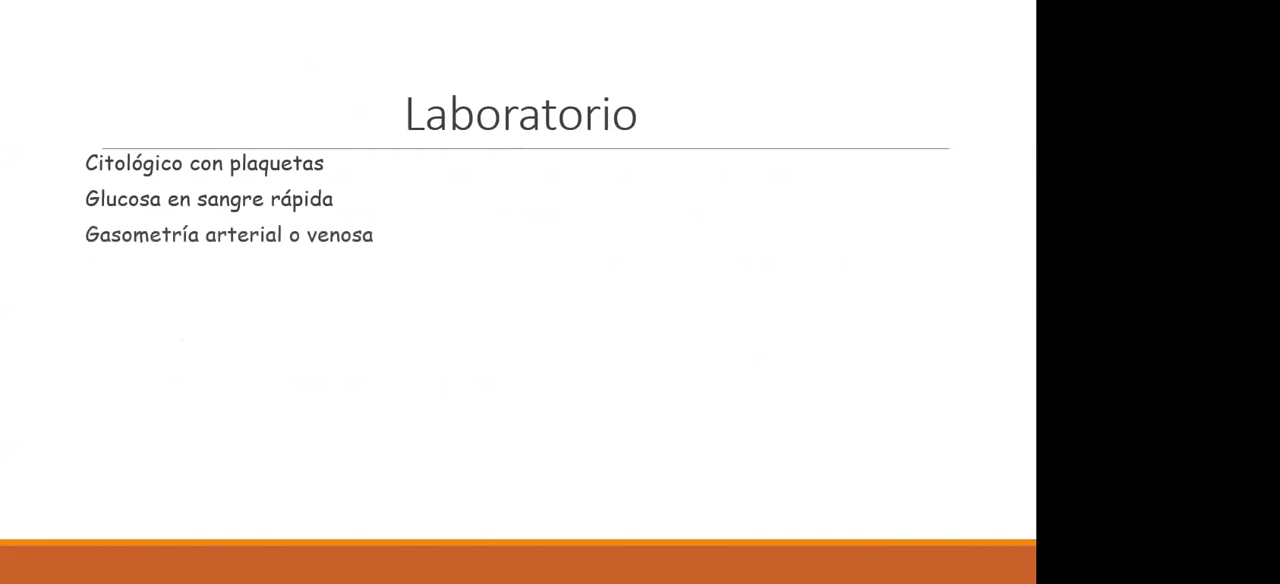 Laboratorio
Citológico con plaquetas
Glucosa en sangre rápida
Gasometría arterial o venosa